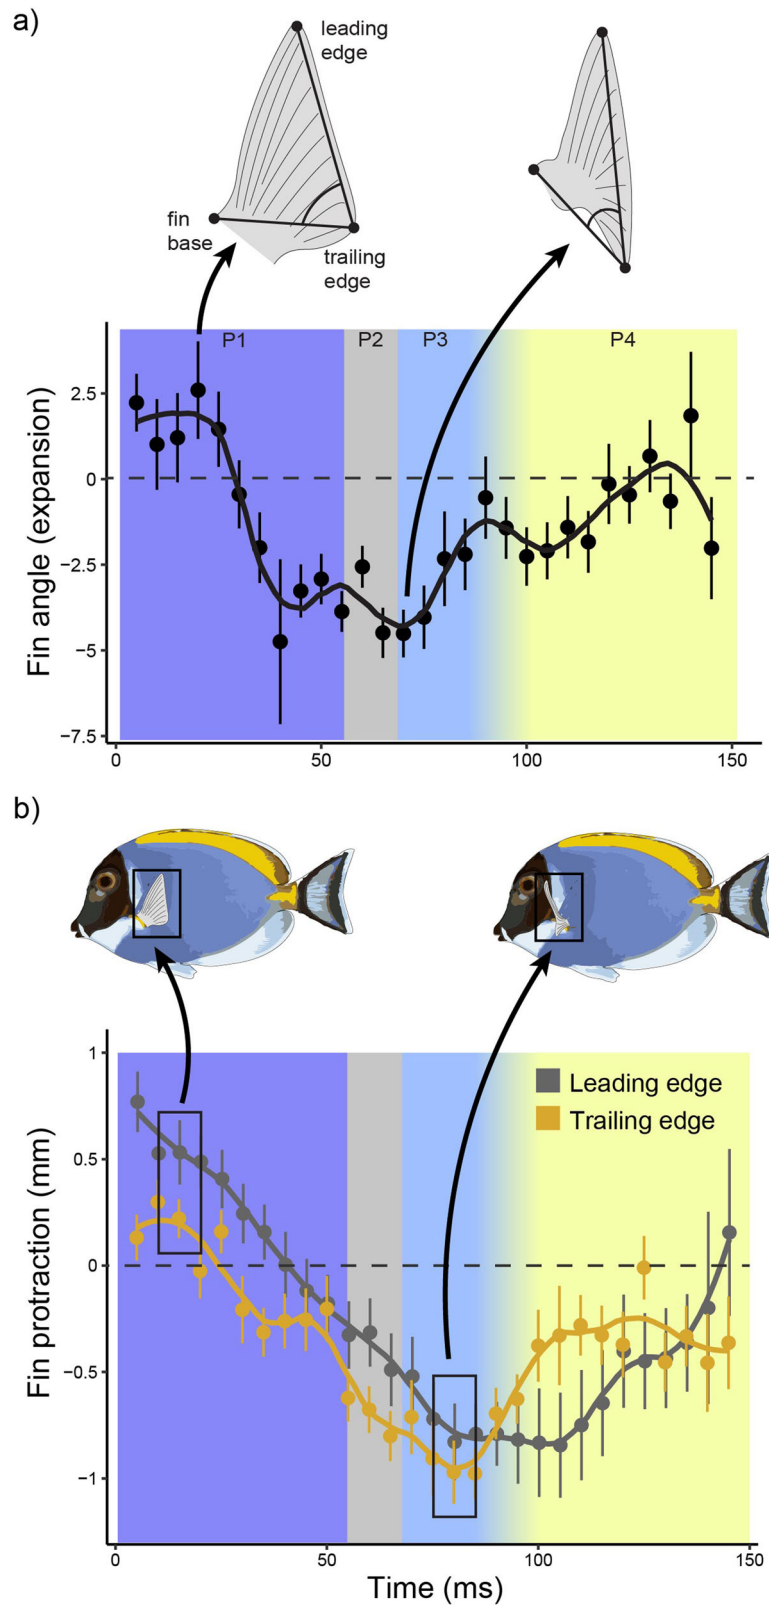 a)
leading
edge
fin
base
trailing
edge
P1 P2 P3 P4
Fin angle (expansion)
2.5
0
−2.5
−5
−7.5
0 50 100 150
b)
Leading edge
Trailing edge
Fin protraction (mm)
1
0.5
0
−0.5
−1
0 50 100 150
Time (ms)